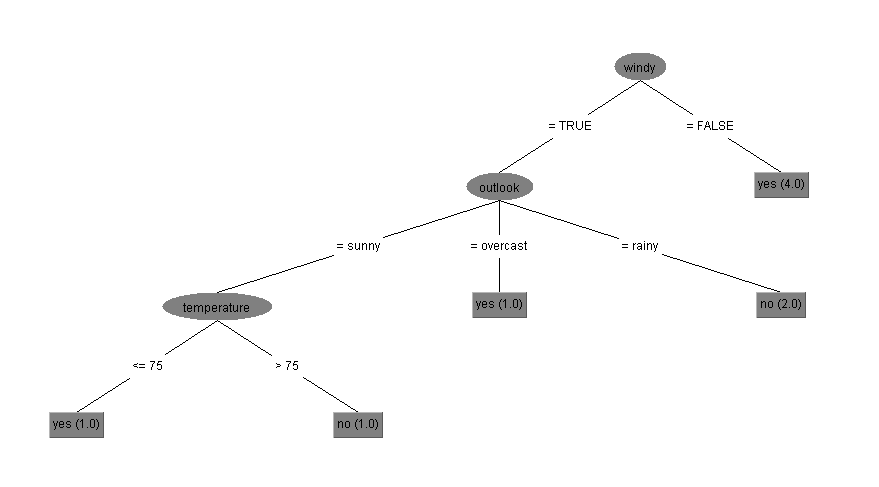 windy
= TRUE
= FALSE
outlook
yes (4.0)
= sunny
= overcast
= rainy
temperature
yes (1.0)
no (2.0)
<= 75
> 75
yes (1.0)
no (1.0)